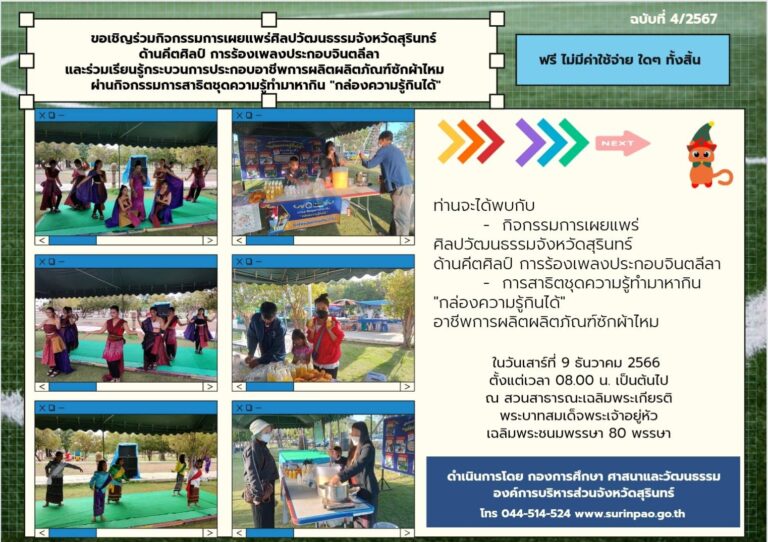 ฉบับที่ 4/2567
ขอเชิญร่วมกิจกรรมการเผยแพร่ศิลปวัฒนธรรมจังหวัดสุรินทร์
ด้านคีตศิลป์ การร้องเพลงประกอบจินตลีลา
และร่วมเรียนรู้กระบวนการประกอบอาชีพการผลิตผลิตภัณฑ์ซักผ้าไหม
ผ่านกิจกรรมการสาธิตชุดความรู้ทำมาหากิน "กล่องความรู้กินได้"
ฟรี ไม่มีค่าใช้จ่าย ใดๆ ทั้งสิ้น
NEXT
ท่านจะได้พบกับ
- กิจกรรมการเผยแพร่
ศิลปวัฒนธรรมจังหวัดสุรินทร์
ด้านคีตศิลป์ การร้องเพลงประกอบจินตลีลา
- การสาธิตชุดความรู้ทำมาหากิน
"กล่องความรู้กินได้"
อาชีพการผลิตผลิตภัณฑ์ซักผ้าไหม
ในวันเสาร์ที่ 9 ธันวาคม 2566
ตั้งแต่เวลา 08.00 น. เป็นต้นไป
ณ สวนสาธารณะเฉลิมพระเกียรติ
พระบาทสมเด็จพระเจ้าอยู่หัว
เฉลิมพระชนมพรรษา 80 พรรษา
ดำเนินการโดย กองการศึกษา ศาสนาและวัฒนธรรม
องค์การบริหารส่วนจังหวัดสุรินทร์
โทร 044-514-524 www.surinpao.go.th